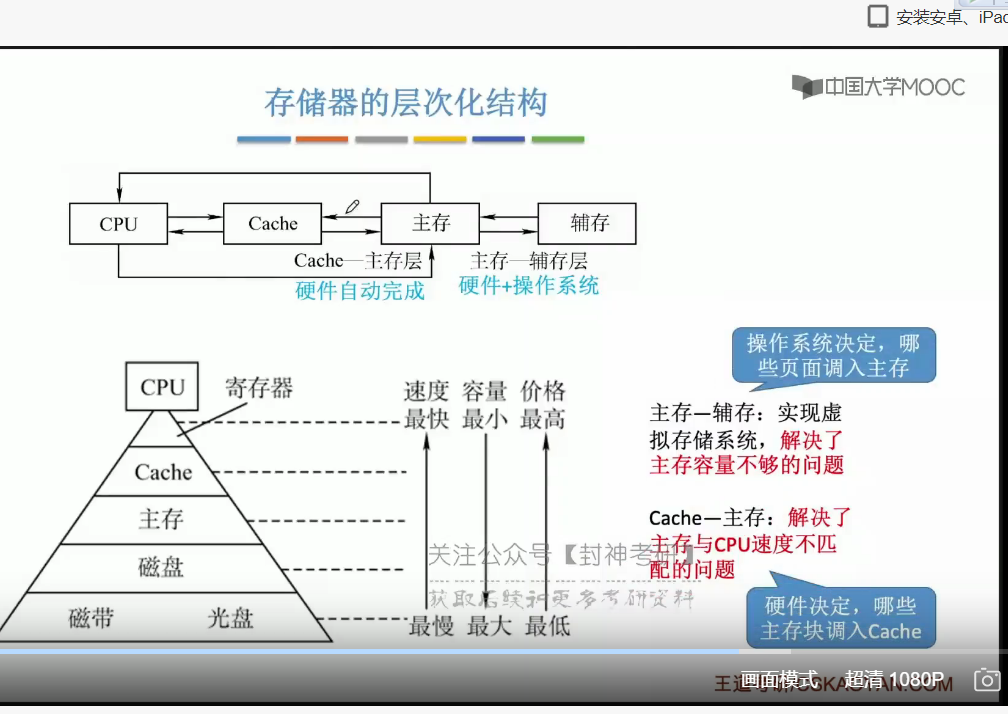 安装安卓、iPad
中国大学MOOC
存储器的层次化结构
CPU
Cache
主存
辅存
Cache—主存层
主存—辅存层
硬件自动完成
硬件+操作系统
CPU
寄存器
Cache
主存
磁盘
磁带
光盘
速度 容量 价格
最快 最小 最高
最慢 最大 最低
操作系统决定，哪
些页面调入主存
主存—辅存：实现虚
拟存储系统，解决了
主存容量不够的问题
Cache—主存：解决了
主存与CPU速度不匹
配的问题
硬件决定，哪些
主存块调入Cache
关注公众号【封神考研】
获取后续和更多考研资料
画面模式
超清 1080P
王道考研/CSKAOYAN.COM